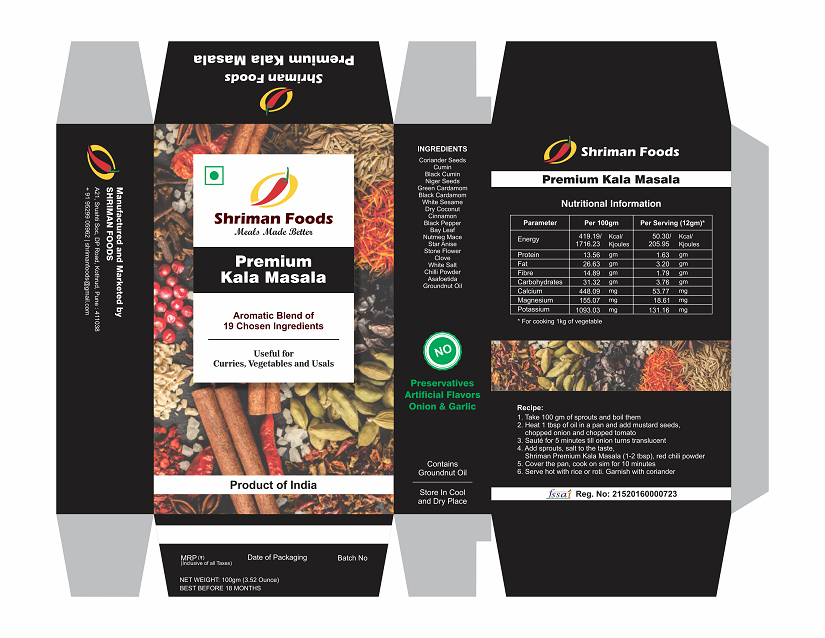 Shriman Foods
Premium Kala Masala
Manufactured and Marketed by
SHRIMAN FOODS
A21, Srushti Soc. DP Road, Kothrud, Pune : 411038
shrimanfoods@gmail.com
Shriman Foods
Meals Made Better
Premium
Kala Masala
Aromatic Blend of
19 Chosen Ingredients
Useful for
Curries, Vegetables and Usals
Product of India
MRP (₹)
(Inclusive of all Taxes)
Date of Packaging
Batch No
NET WEIGHT: 100gm (3.52 Ounce)
BEST BEFORE 18 MONTHS
INGREDIENTS
Coriander Seeds
Cumin
Black Cumin
Niger Seeds
Green Cardamom
Black Cardamom
White Sesame
Dry Coconut
Cinnamon
Black Pepper
Bay Leaf
Nutmeg Mace
Star Anise
Stone Flower
Clove
White Salt
Chilli Powder
Asafoetida
Groundnut Oil
NO
Preservatives
Artificial Flavors
Onion & Garlic
Contains
Groundnut Oil
Store In Cool
and Dry Place
Shriman Foods
Premium Kala Masala
Nutritional Information
Parameter Per 100gm Per Serving (12gm)*
Energy 419.19/ Kcal/ 50.30/ Kcal/
1716.23 Kjoules 205.95 Kjoules
Protein 13.56 gm 1.63 gm
Fat 26.63 gm 3.20 gm
Fibre 14.89 gm 1.79 gm
Carbohydrates 31.32 gm 3.76 gm
Calcium 448.09 mg 53.77 mg
Magnesium 155.07 mg 18.61 mg
Potassium 1093.03 mg 131.16 mg
* For cooking 1kg of vegetable
Recipe:
1. Take 100 gm of sprouts and boil them
2. Heat 1 tbsp of oil in a pan and add mustard seeds,
chopped onion and chopped tomato
3. Sauté for 5 minutes till onion turns translucent
4. Add sprouts, salt to the taste,
Shriman Premium Kala Masala (1-2 tbsp), red chili powder
5. Cover the pan, cook on sim for 10 minutes
6. Serve hot with rice or roti. Garnish with coriander
fssai Reg. No: 21520160000723